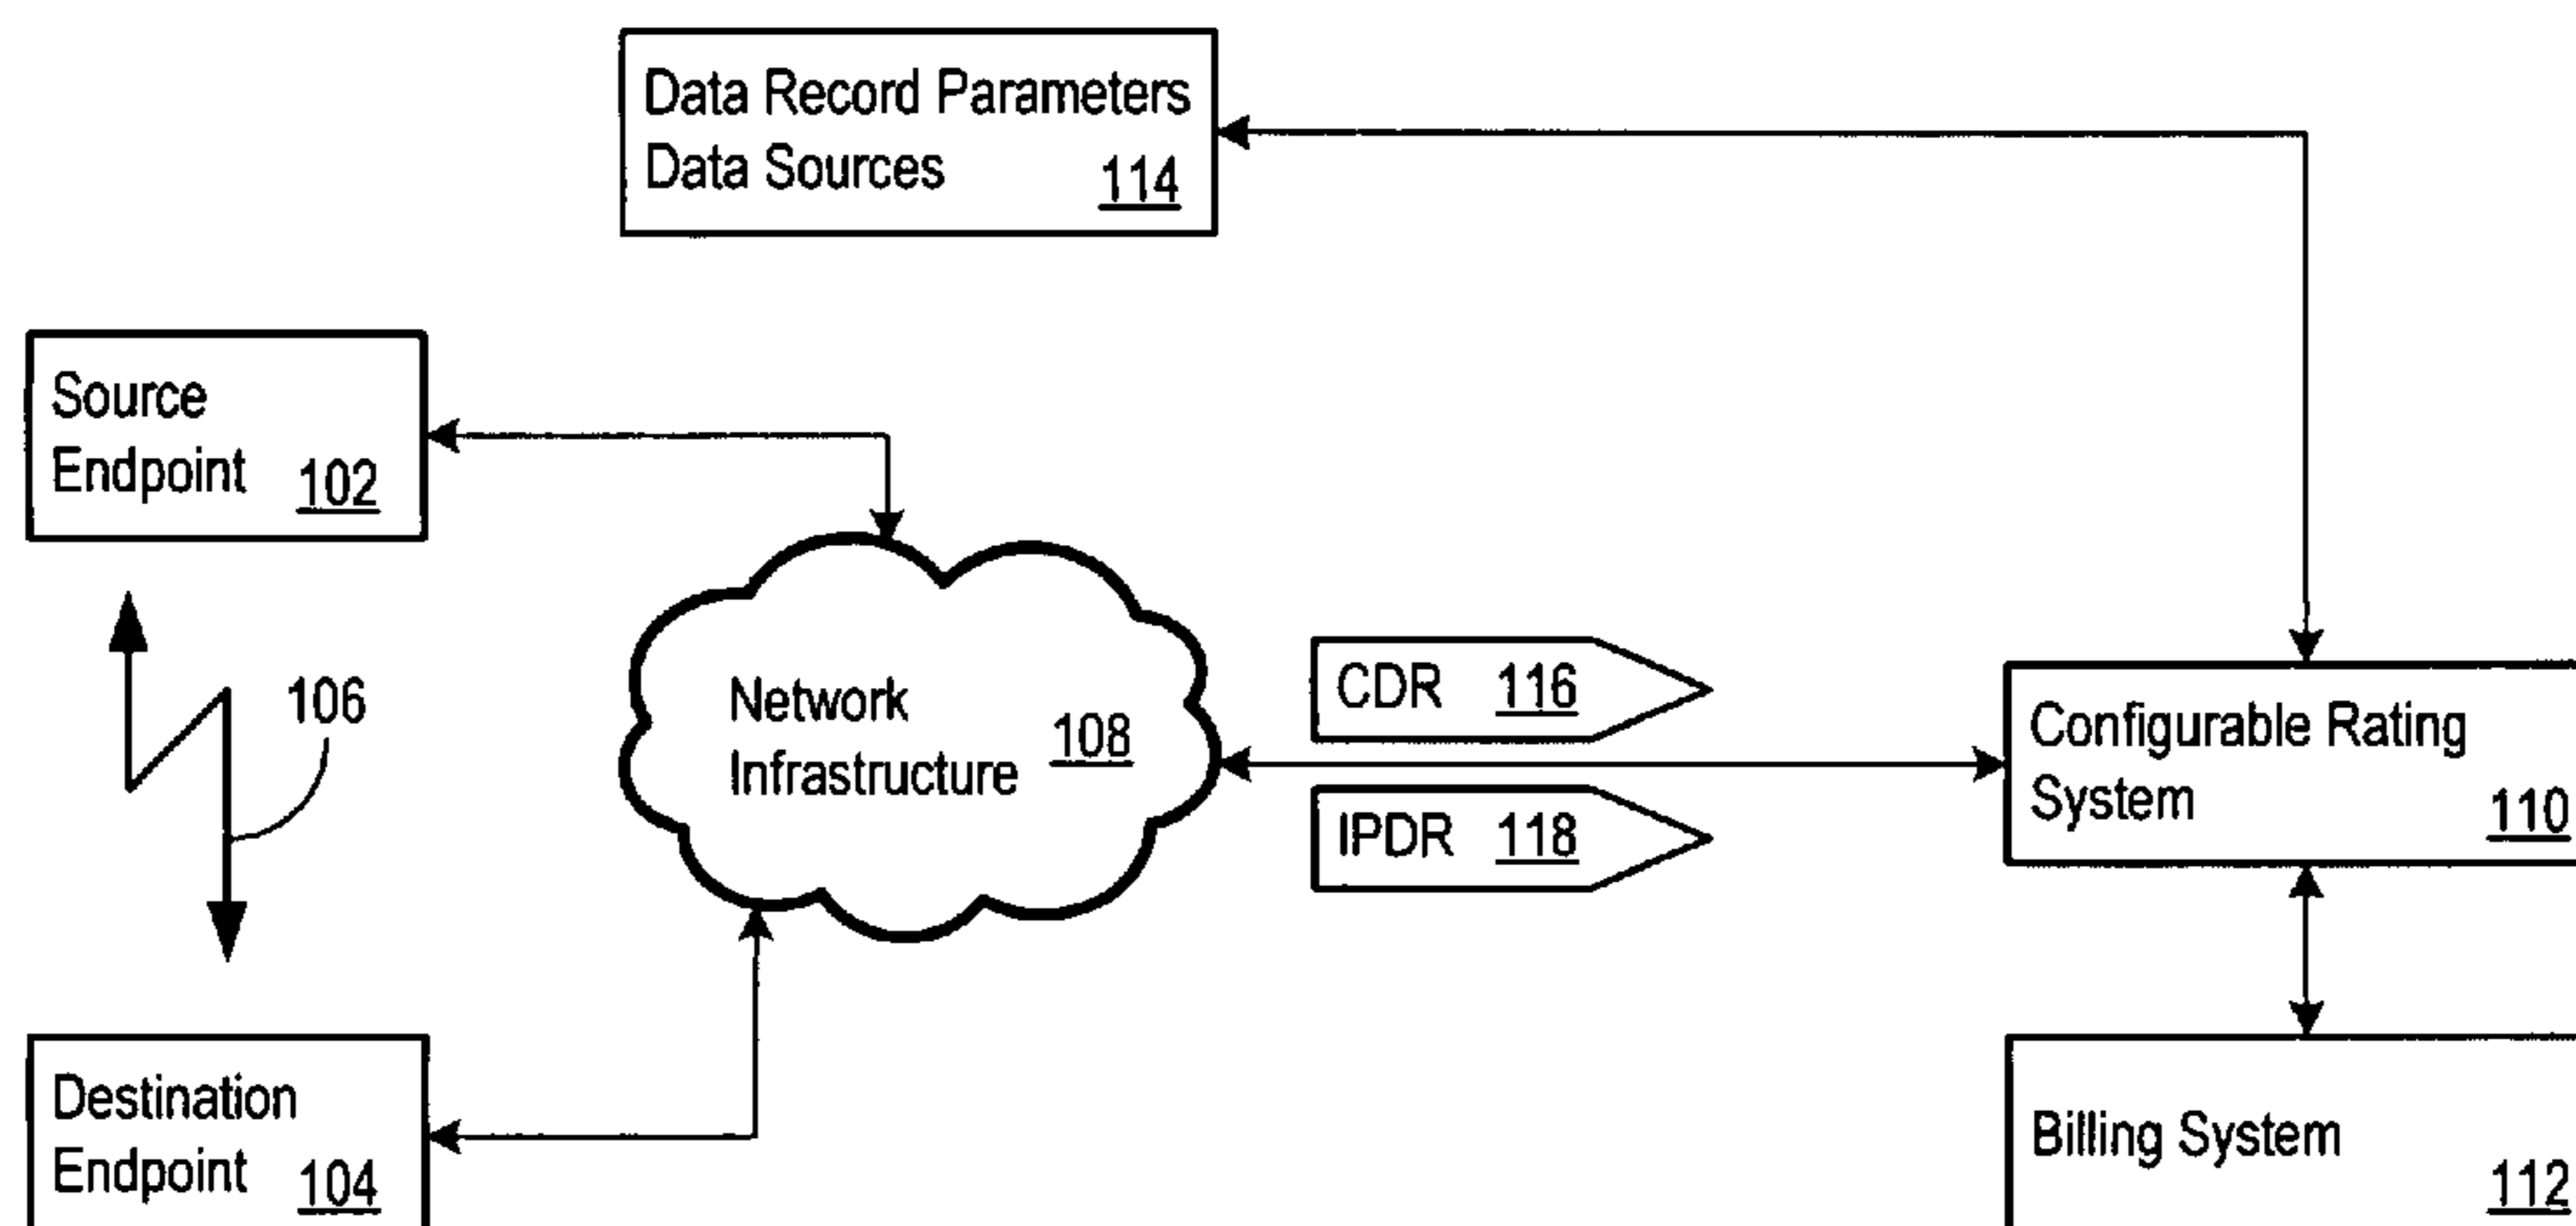 Data Record Parameters
Data Sources 114
Source
Endpoint 102
106
Network
Infrastructure 108
CDR 116
IPDR 118
Configurable Rating
System 110
Destination
Endpoint 104
Billing System
112